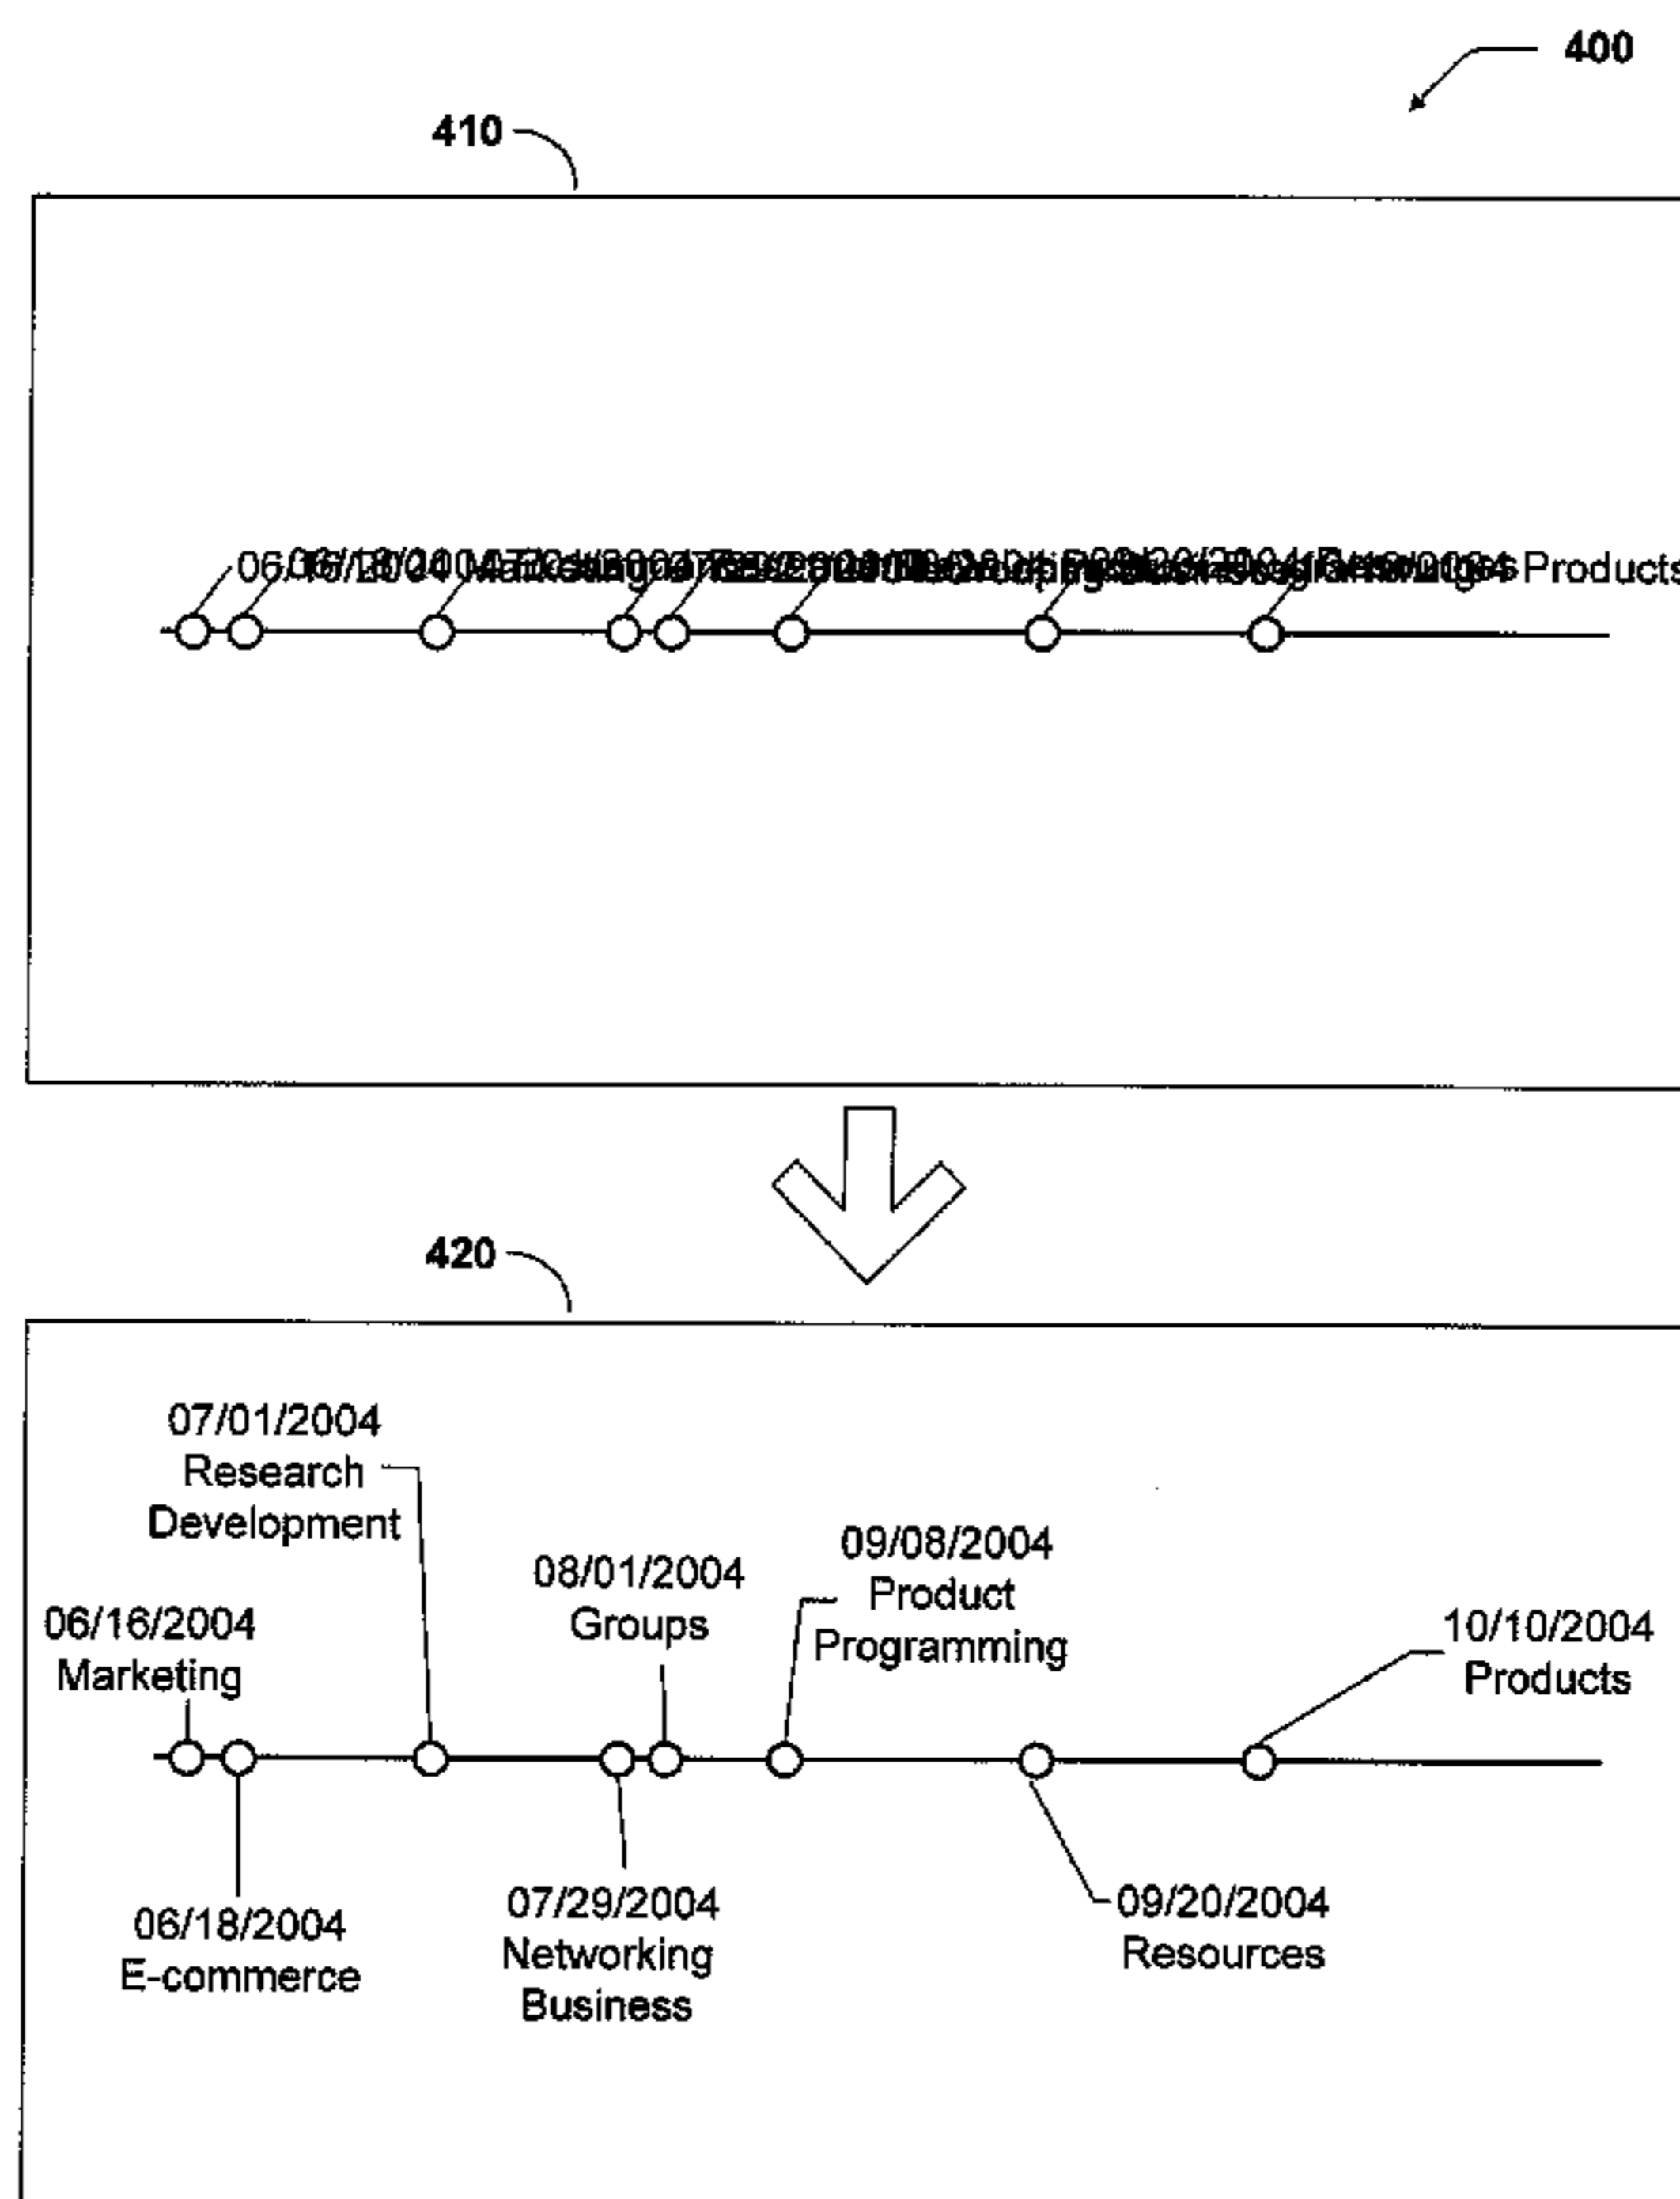 400
410
Products
420
07/01/2004
Research
Development
08/01/2004
Groups
09/08/2004
Product
Programming
06/16/2004
Marketing
10/10/2004
Products
06/18/2004
E-commerce
07/29/2004
Networking
Business
09/20/2004
Resources